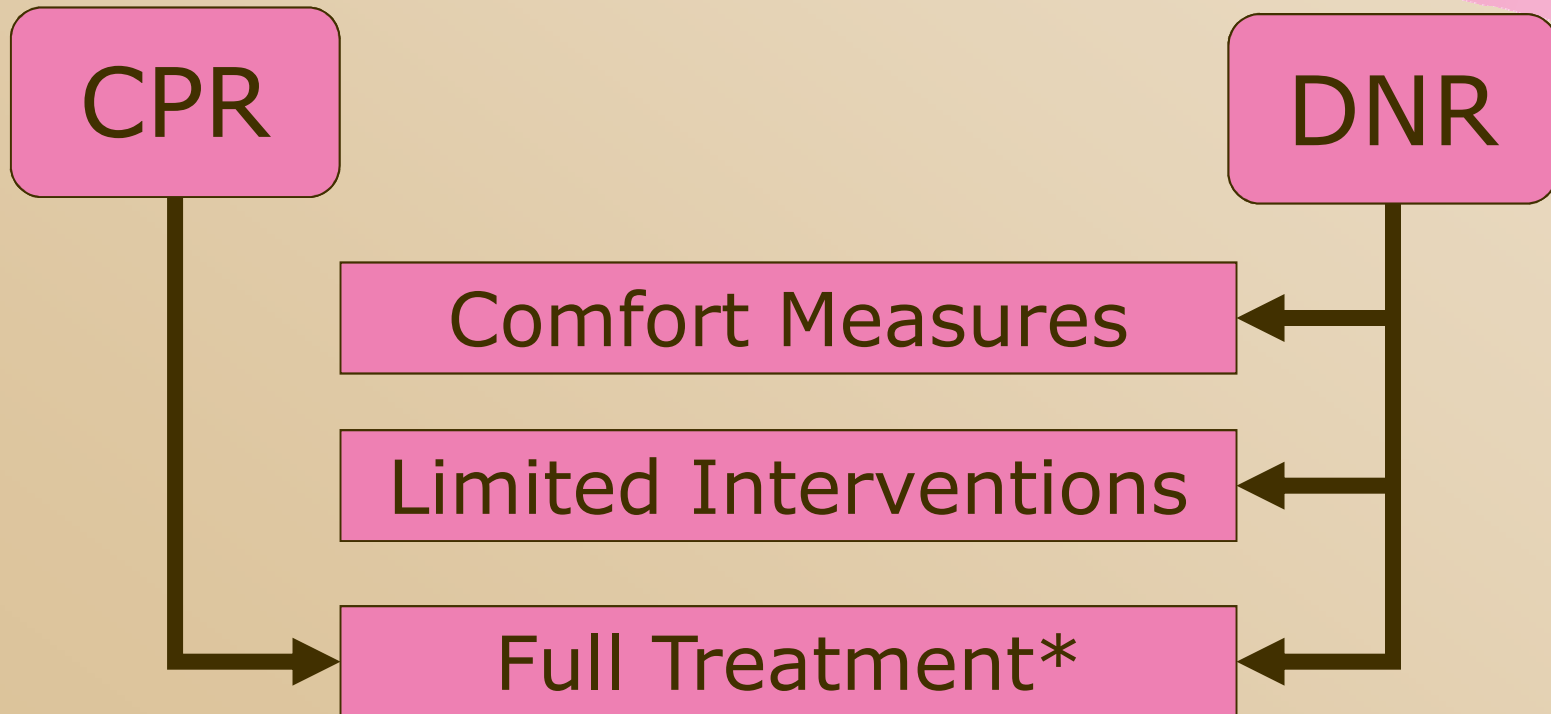 CPR
DNR
Comfort Measures
Limited Interventions
Full Treatment*